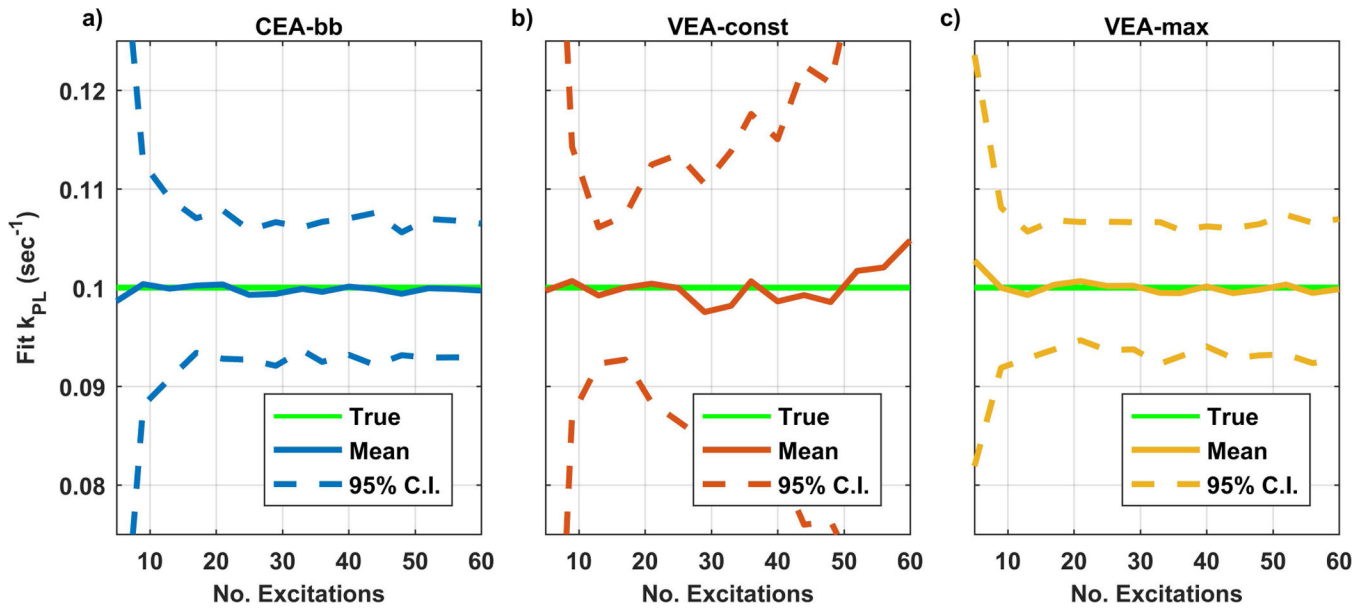 a) CEA-bb
b) VEA-const
c) VEA-max
Fit k_PL (sec⁻¹)
0.12
0.11
0.1
0.09
0.08
True
Mean
95% C.I.
True
Mean
95% C.I.
True
Mean
95% C.I.
10 20 30 40 50 60
10 20 30 40 50 60
10 20 30 40 50 60
No. Excitations
No. Excitations
No. Excitations